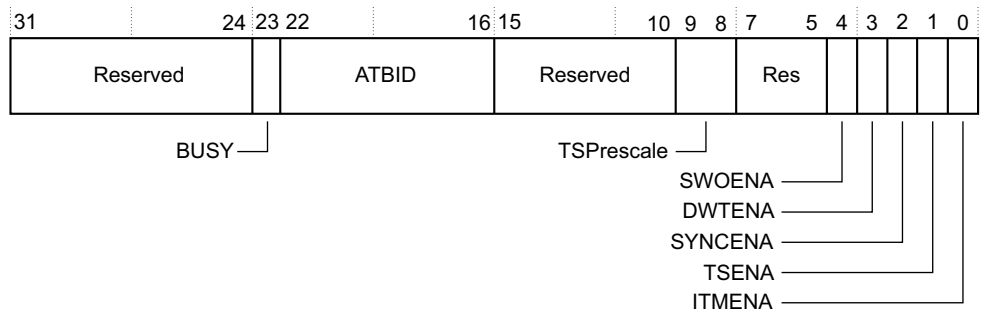 31 24 23 22 16 15 10 9 8 7 5 4 3 2 1 0
Reserved ATBID Reserved Res
BUSY TSPrescale
SWOENA
DWTENA
SYNCENA
TSENA
ITMENA